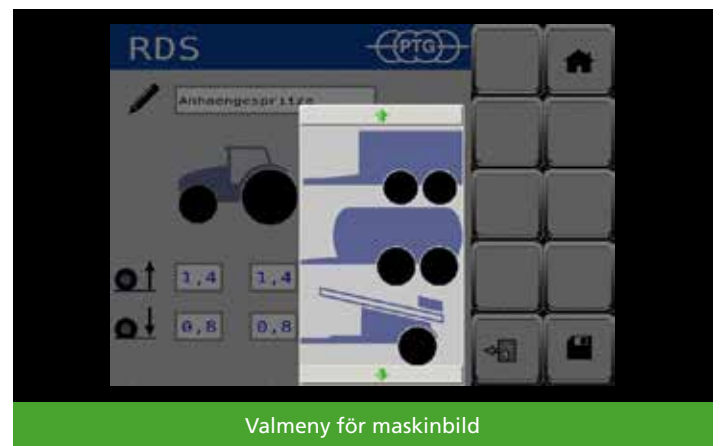 RDS
PTG
Anhaengespritze
1,4 1,4
0,8 0,8
Valmeny för maskinbild